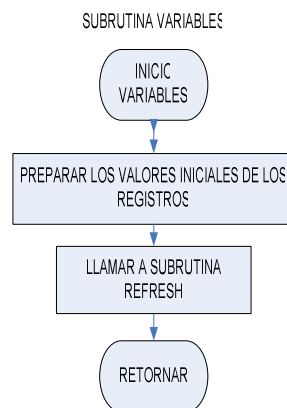 SUBRUTINA VARIABLES
INICIO
VARIABLES
PREPARAR LOS VALORES INICIALES DE LOS
REGISTROS
LLAMAR A SUBRUTINA
REFRESH
RETORNAR